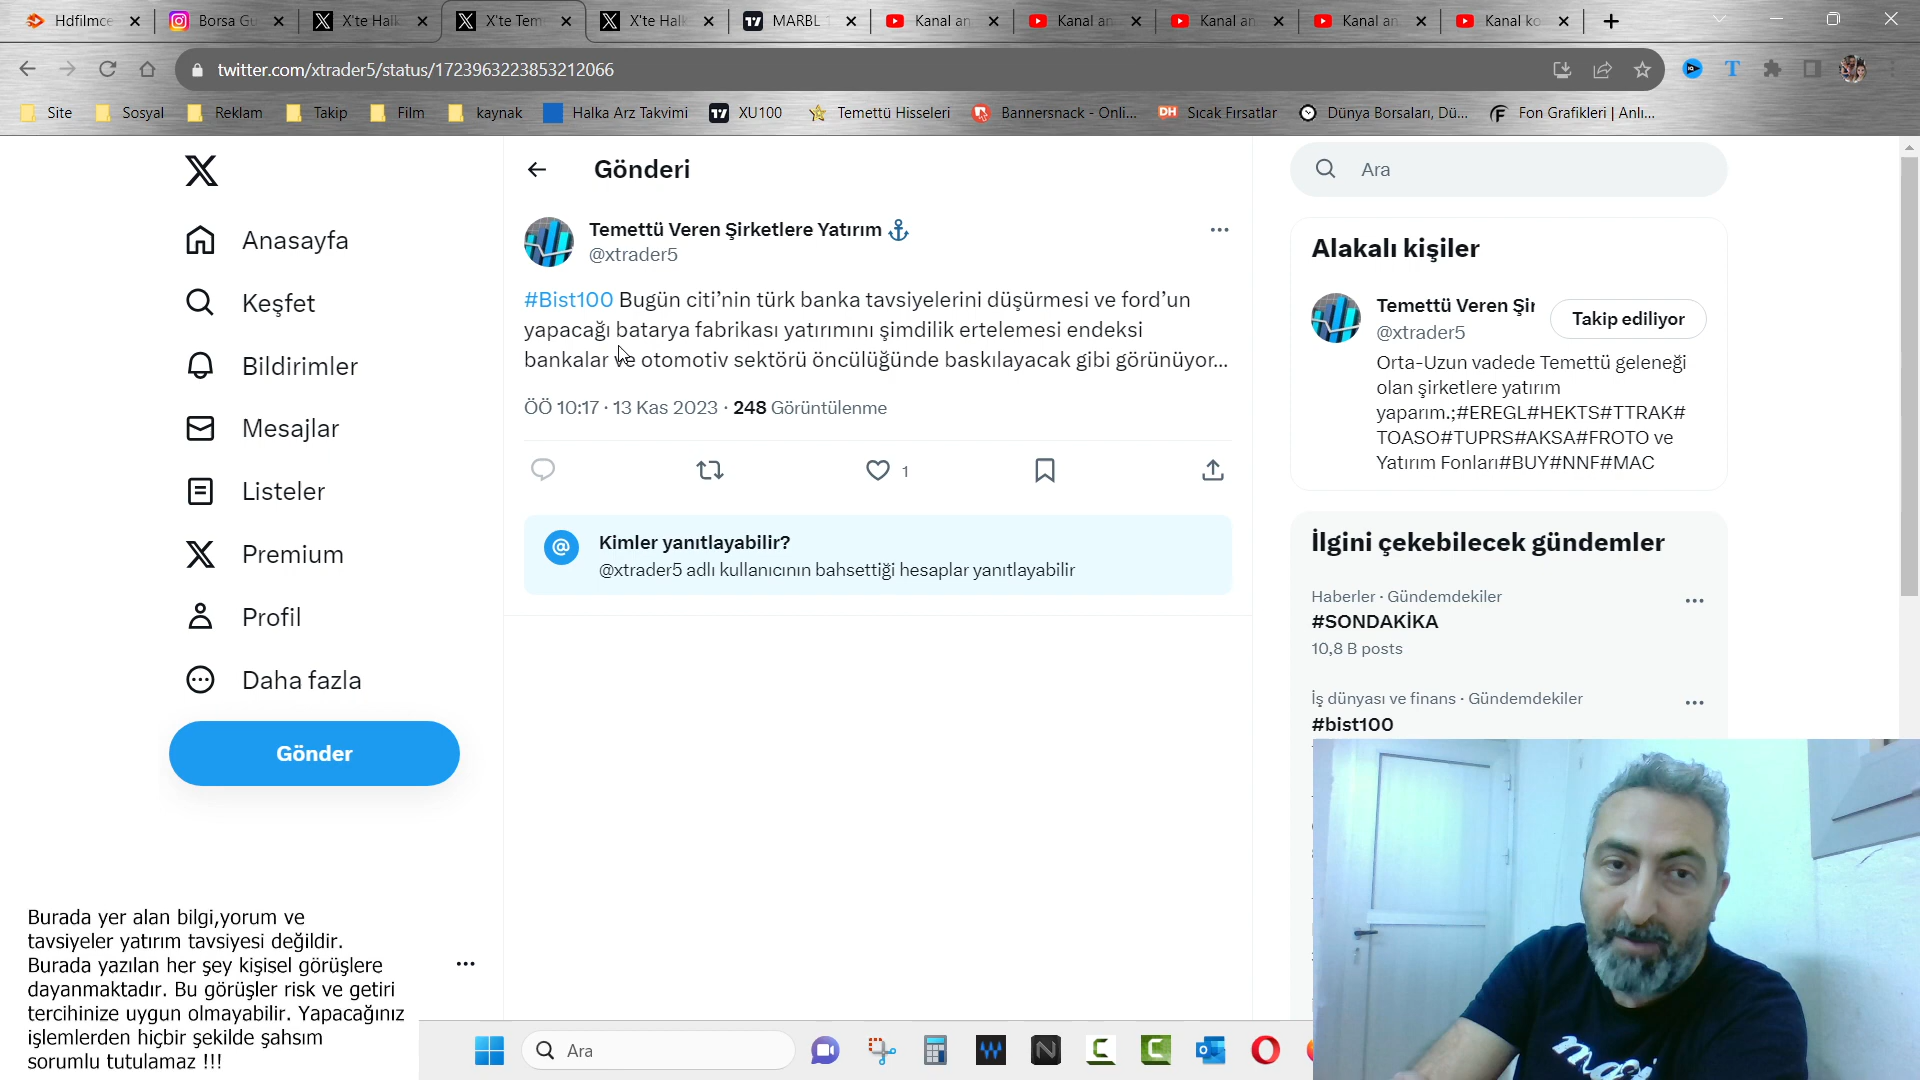 Hdfilmce
Borsa Gü
X'te Halk
X'te Tem
X'te Halk
MARBL
Kanal an
Kanal an
Kanal an
Kanal an
Kanal ko
twitter.com/xtrader5/status/1723963223853212066
Site
Sosyal
Reklam
Takip
Film
kaynak
Halka Arz Takvimi
XU100
Temettü Hisseleri
Bannersnack - Onli...
DH Sıcak Fırsatlar
Dünya Borsaları, Dü...
Fon Grafikleri | Anlı...
Anasayfa
Keşfet
Bildirimler
Mesajlar
Listeler
Premium
Profil
Daha fazla
Gönder
Gönderi
Temettü Veren Şirketlere Yatırım
@xtrader5
#Bist100 Bugün citi’nin türk banka tavsiyelerini düşürmesi ve ford’un
yapacağı batarya fabrikası yatırımını şimdilik ertelemesi endeksi
bankalar ve otomotiv sektörü öncülüğünde baskılayacak gibi görünüyor...
ÖÖ 10:17 · 13 Kas 2023 · 248 Görüntülenme
1
Kimler yanıtlayabilir?
@xtrader5 adlı kullanıcının bahsettiği hesaplar yanıtlayabilir
Ara
Alakalı kişiler
Temettü Veren Şir
@xtrader5
Takip ediliyor
Orta-Uzun vadede Temettü geleneği
olan şirketlere yatırım
yaparım.;#EREGL#HEKTS#TTRAK#
TOASO#TUPRS#AKSA#FROTO ve
Yatırım Fonları#BUY#NNF#MAC
İlgini çekebilecek gündemler
Haberler · Gündemdekiler
#SONDAKİKA
10,8 B posts
İş dünyası ve finans · Gündemdekiler
#bist100
Burada yer alan bilgi,yorum ve
tavsiyeler yatırım tavsiyesi değildir.
Burada yazılan her şey kişisel görüşlere
dayanmaktadır. Bu görüşler risk ve getiri
tercihinize uygun olmayabilir. Yapacağınız
işlemlerden hiçbir şekilde şahsım
sorumlu tutulamaz !!!
Ara